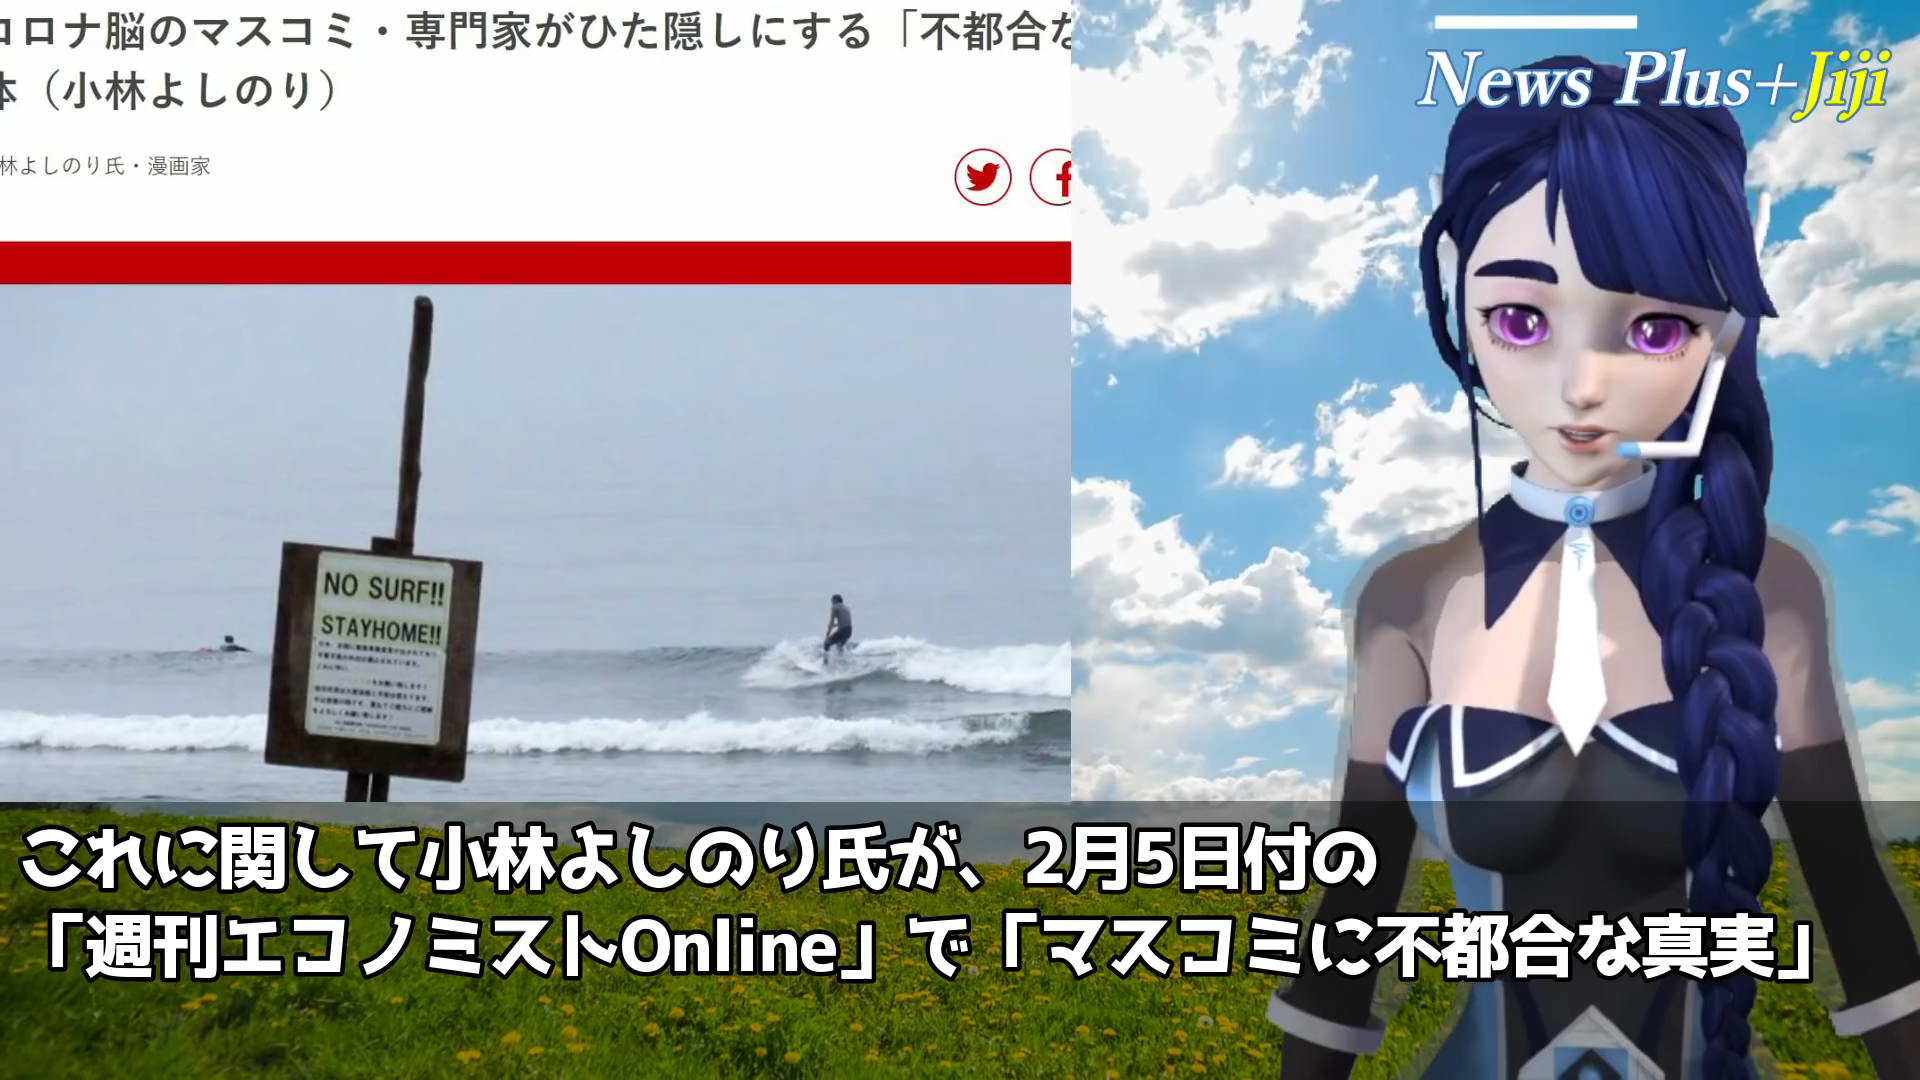 コロナ脳のマスコミ・専門家がひた隠しにする「不都合な
体（小林よしのり）
林よしのり氏・漫画家
News Plus+Jiji
NO SURF!!
STAYHOME!!
これに関して小林よしのり氏が、2月5日付の
「週刊エコノミストOnline」で「マスコミに不都合な真実」